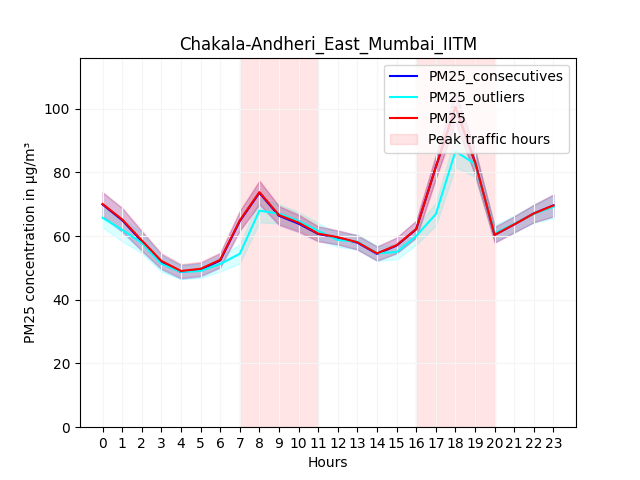 Chakala-Andheri_East_Mumbai_IITM
PM25_consecutives
PM25_outliers
PM25
Peak traffic hours
PM25 concentration in µg/m³
100
80
60
40
20
0
0 1 2 3 4 5 6 7 8 9 10 11 12 13 14 15 16 17 18 19 20 21 22 23
Hours